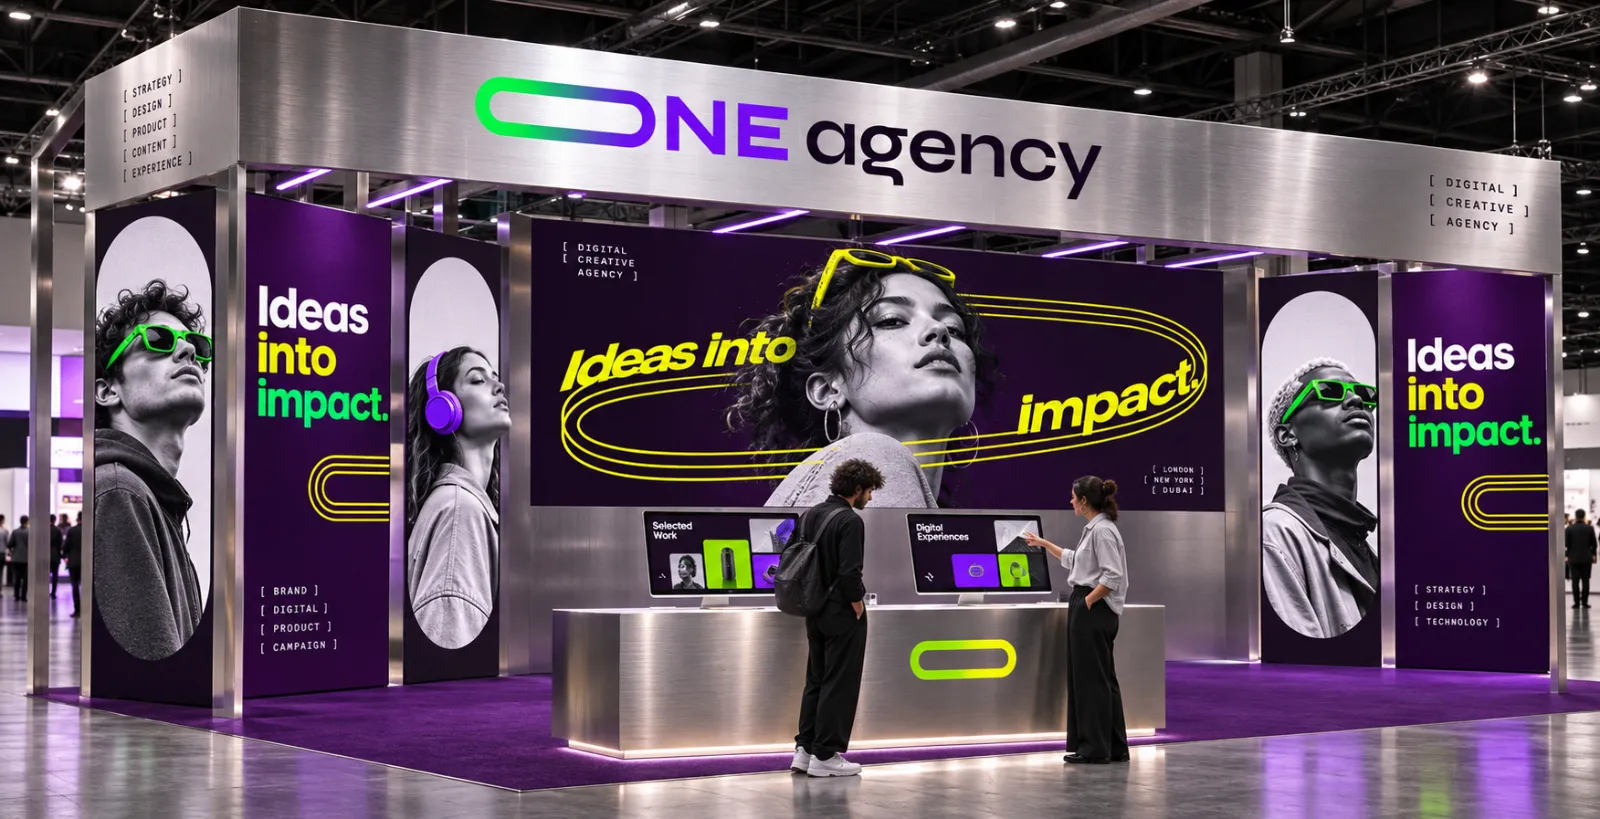 [ STRATEGY ]
[ DESIGN ]
[ PRODUCT ]
[ CONTENT ]
[ EXPERIENCE ]
ONE agency
[ DIGITAL ]
[ CREATIVE ]
[ AGENCY ]
Ideas
into
impact.
[ BRAND ]
[ DIGITAL ]
[ PRODUCT ]
[ CAMPAIGN ]
[ DIGITAL
[ CREATIVE
AGENCY ]
Ideas into
impact.
[ LONDON ]
[ NEW YORK ]
[ DUBAI ]
Selected
Work
Digital
Experiences
Ideas
into
impact.
[ STRATEGY ]
[ DESIGN ]
[ TECHNOLOGY ]